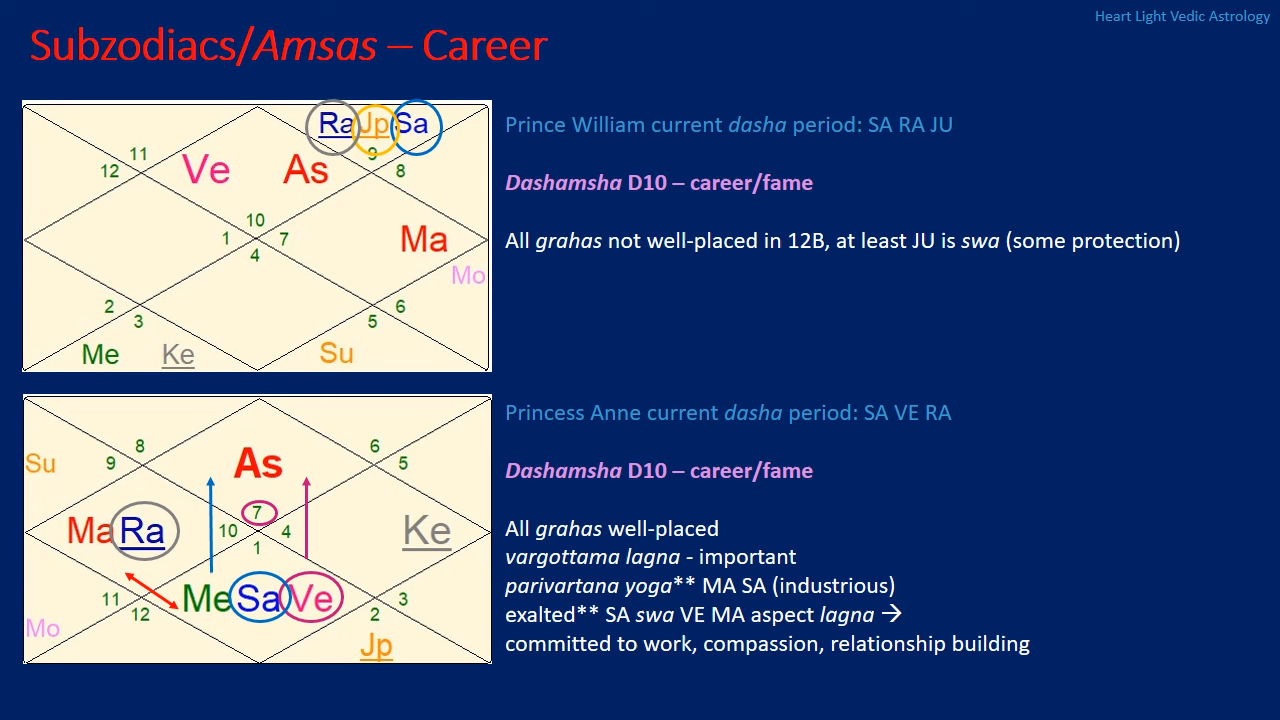 Heart Light Vedic Astrology
Subzodiacs/Amsas – Career
Ra Jp Sa
11
12
Ve
As
9
8
10
1
7
4
Ma
Mo
2
3
6
5
Me
Ke
Su
Prince William current dasha period: SA RA JU
Dashamsha D10 – career/fame
All grahas not well-placed in 12B, at least JU is swa (some protection)
8
9
Su
As
6
5
7
Ma Ra
10
4
1
Ke
11
12
Me Sa Ve
3
2
Mo
Jp
Princess Anne current dasha period: SA VE RA
Dashamsha D10 – career/fame
All grahas well-placed
vargottama lagna - important
parivartana yoga** MA SA (industrious)
exalted** SA swa VE MA aspect lagna →
committed to work, compassion, relationship building